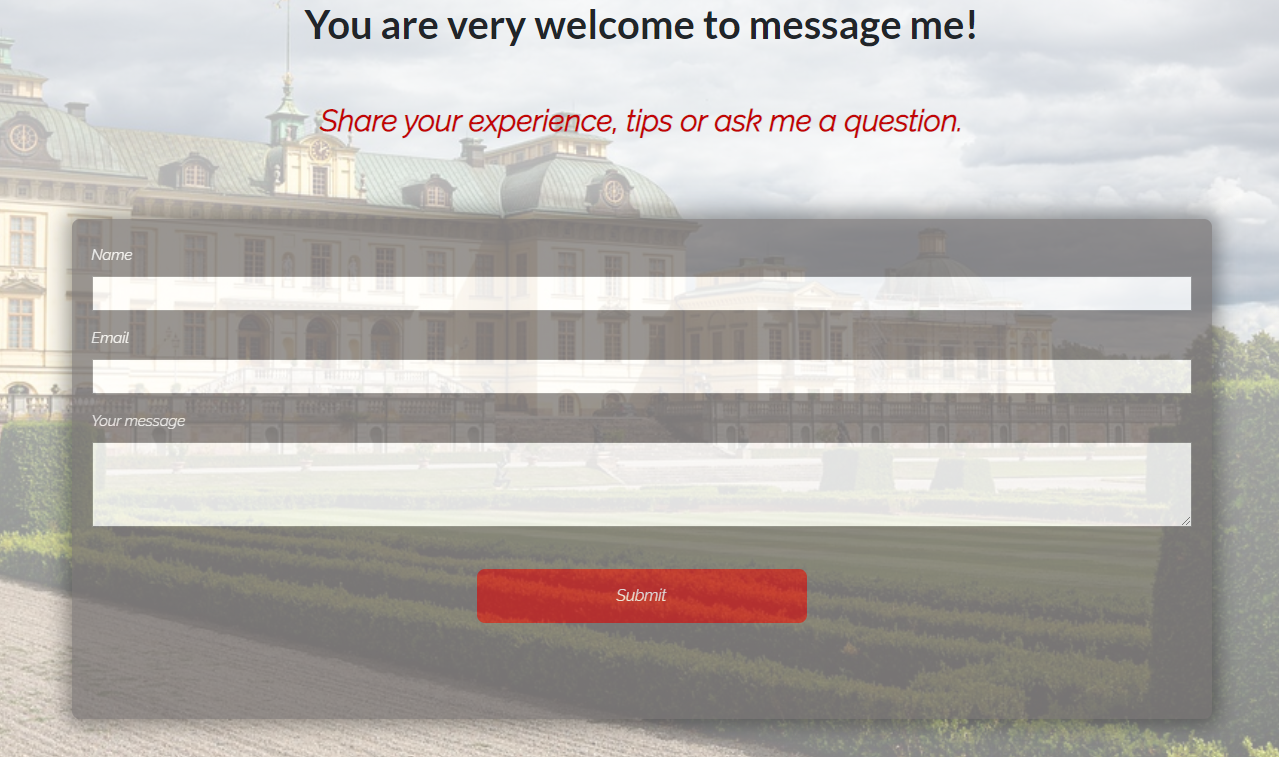 You are very welcome to message me!
Share your experience, tips or ask me a question.
Name
Email
Your message
Submit